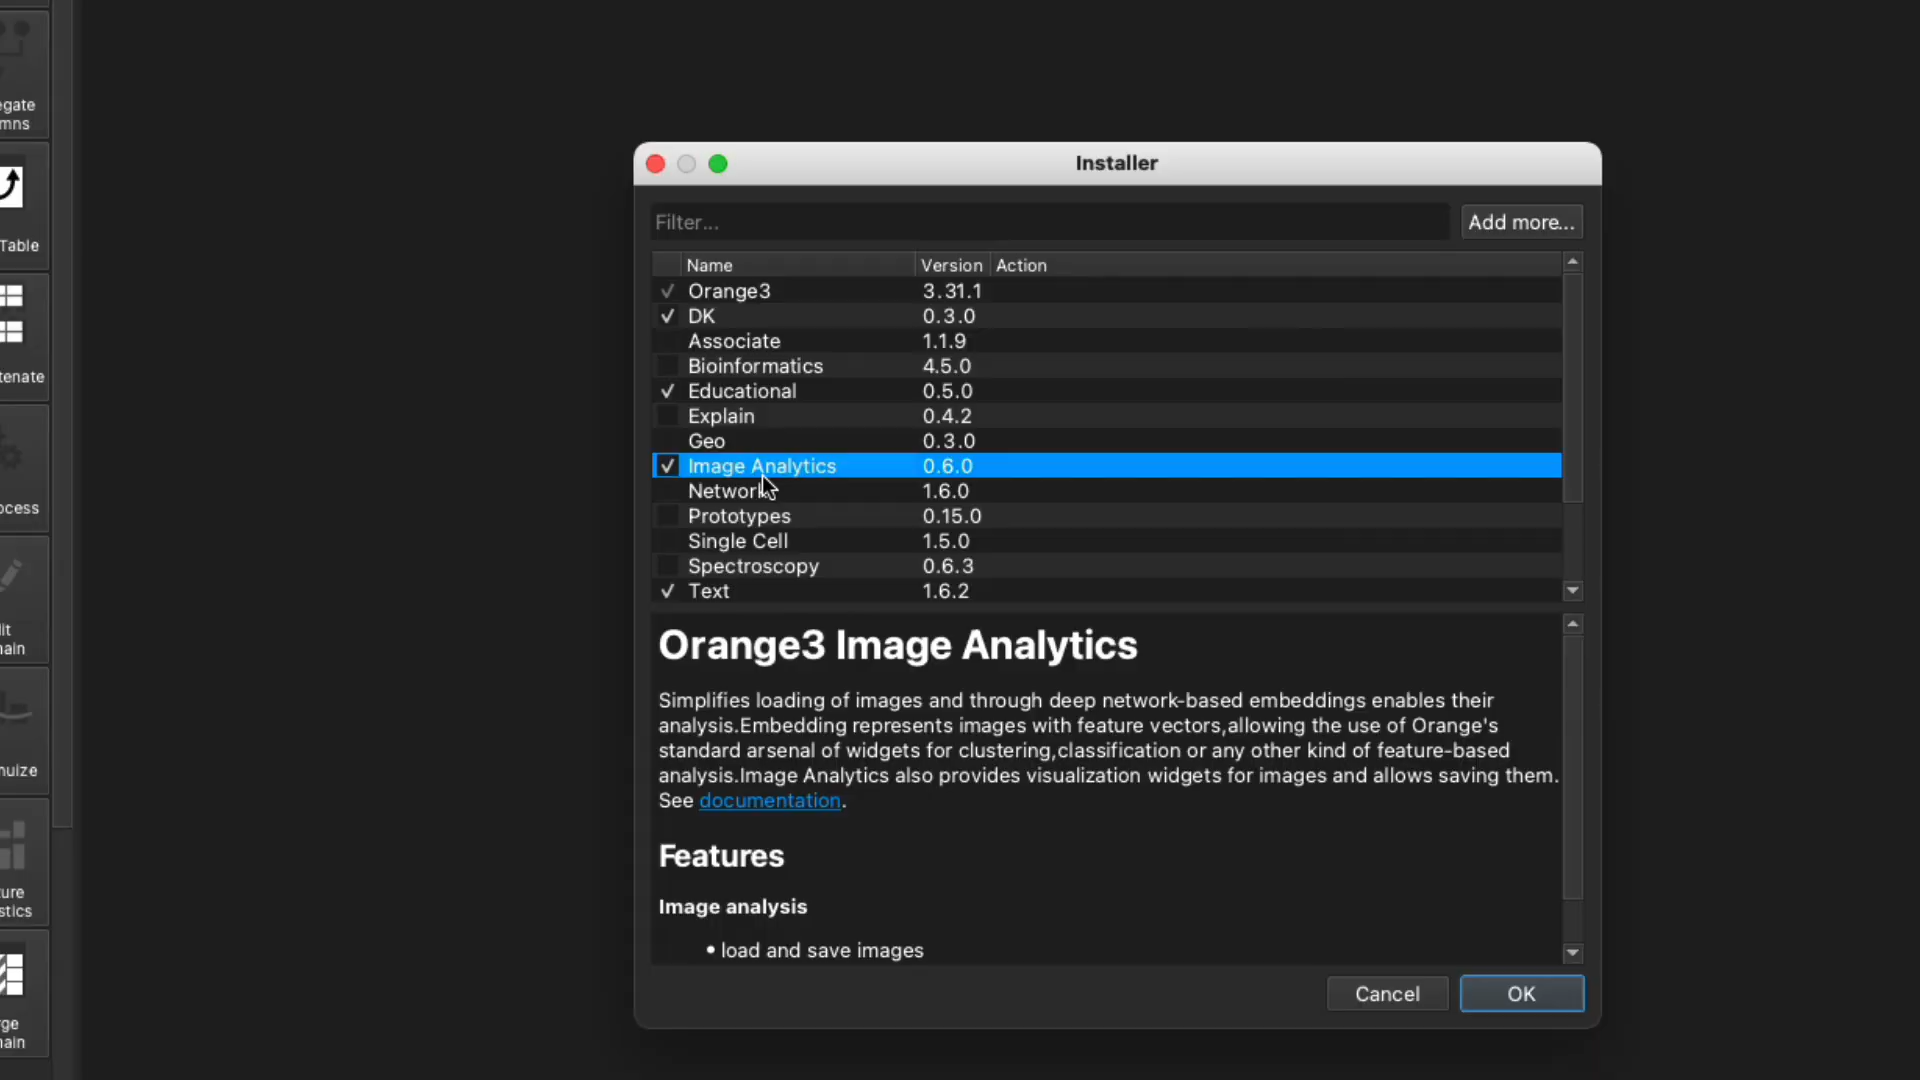 egate
mns
Table
tenate
ocess
it
ain
nuize
ure
stics
ge
ain
Installer
Filter...
Add more...
Name Version Action
Orange3 3.31.1
DK 0.3.0
Associate 1.1.9
Bioinformatics 4.5.0
Educational 0.5.0
Explain 0.4.2
Geo 0.3.0
Image Analytics 0.6.0
Network 1.6.0
Prototypes 0.15.0
Single Cell 1.5.0
Spectroscopy 0.6.3
Text 1.6.2
Orange3 Image Analytics
Simplifies loading of images and through deep network-based embeddings enables their
analysis.Embedding represents images with feature vectors,allowing the use of Orange's
standard arsenal of widgets for clustering,classification or any other kind of feature-based
analysis.Image Analytics also provides visualization widgets for images and allows saving them.
See documentation.
Features
Image analysis
• load and save images
Cancel
OK